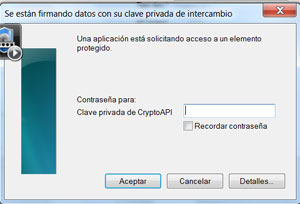 Se están firmando datos con su clave privada de intercambio
Una aplicación está solicitando acceso a un elemento
protegido.
Contraseña para:
Clave privada de CryptoAPI
Recordar contraseña
Aceptar
Cancelar
Detalles...